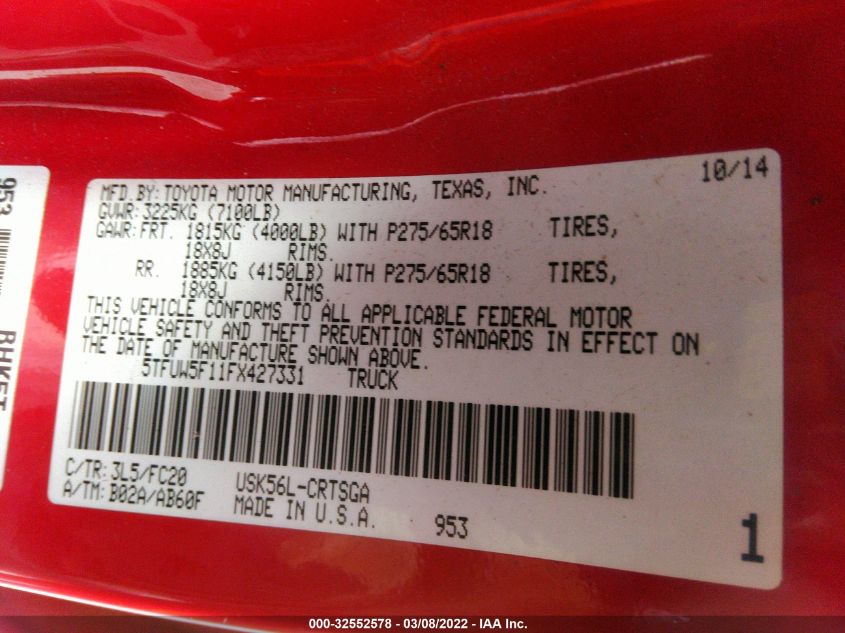 10/14
MFD. BY: TOYOTA MOTOR MANUFACTURING, TEXAS, INC.
GVWR: 3225KG (7100LB)
GAWR: FRT. 1815KG (4000LB) WITH P275/65R18 TIRES,
18X8J RIMS.
RR. 1885KG (4150LB) WITH P275/65R18 TIRES,
18X8J RIMS.
THIS VEHICLE CONFORMS TO ALL APPLICABLE FEDERAL MOTOR
VEHICLE SAFETY AND THEFT PREVENTION STANDARDS IN EFFECT ON
THE DATE OF MANUFACTURE SHOWN ABOVE.
5TFUW5F11FX427331 TRUCK
C/TR: 3L5/FC20 USK56L-CRTSGA
A/TM: B02A/AB60F MADE IN U.S.A. 953 1
953
000-32552578 - 03/08/2022 - IAA Inc.